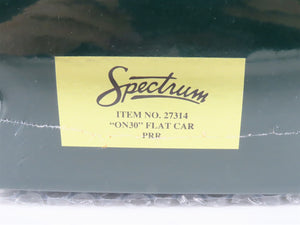 Spectrum
ITEM NO. 27314
"ON30" FLAT CAR
PRR